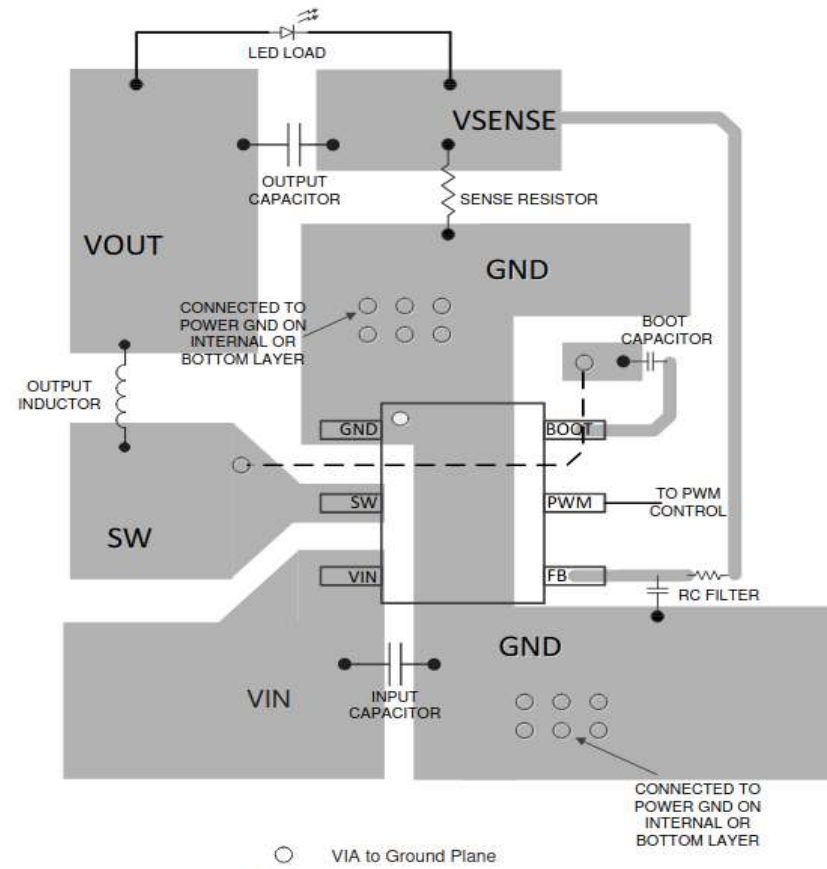 LED LOAD
VSENSE
OUTPUT
CAPACITOR
SENSE RESISTOR
VOUT
GND
CONNECTED TO
POWER GND ON
INTERNAL OR
BOTTOM LAYER
BOOT
CAPACITOR
OUTPUT
INDUCTOR
GND
BOOT
SW
PWM
TO PWM
CONTROL
SW
VIN
FB
RC FILTER
GND
VIN
INPUT
CAPACITOR
CONNECTED TO
POWER GND ON
INTERNAL OR
BOTTOM LAYER
VIA to Ground Plane